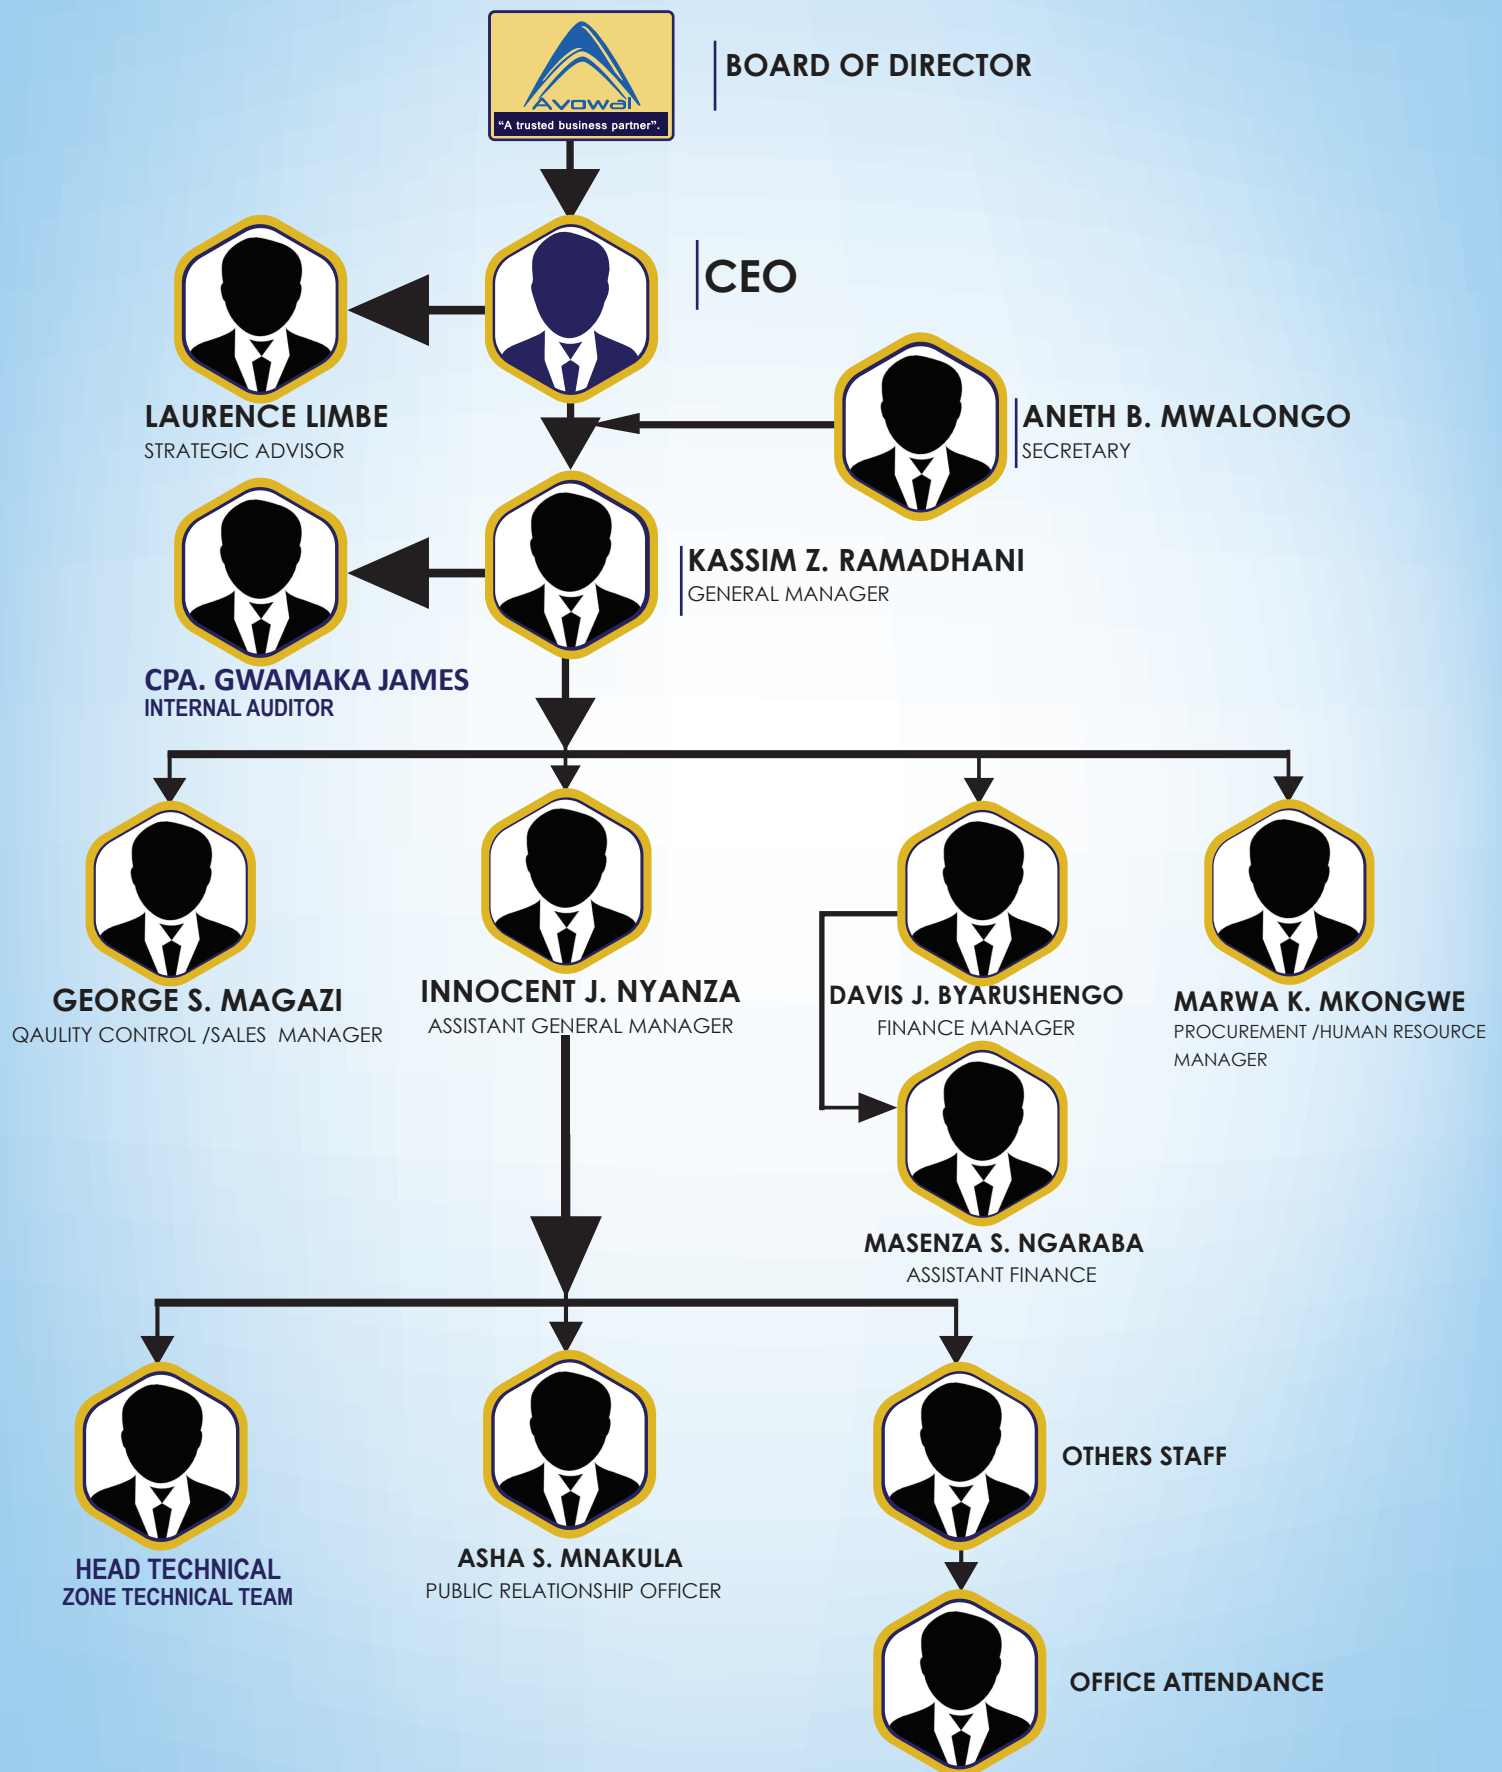 Avowal
"A trusted business partner".
BOARD OF DIRECTOR
CEO
LAURENCE LIMBE
STRATEGIC ADVISOR
ANETH B. MWALONGO
SECRETARY
KASSIM Z. RAMADHANI
GENERAL MANAGER
CPA. GWAMAKA JAMES
INTERNAL AUDITOR
GEORGE S. MAGAZI
QAULITY CONTROL /SALES MANAGER
INNOCENT J. NYANZA
ASSISTANT GENERAL MANAGER
DAVIS J. BYARUSHENGO
FINANCE MANAGER
MARWA K. MKONGWE
PROCUREMENT /HUMAN RESOURCE
MANAGER
MASENZA S. NGARABA
ASSISTANT FINANCE
HEAD TECHNICAL
ZONE TECHNICAL TEAM
ASHA S. MNAKULA
PUBLIC RELATIONSHIP OFFICER
OTHERS STAFF
OFFICE ATTENDANCE